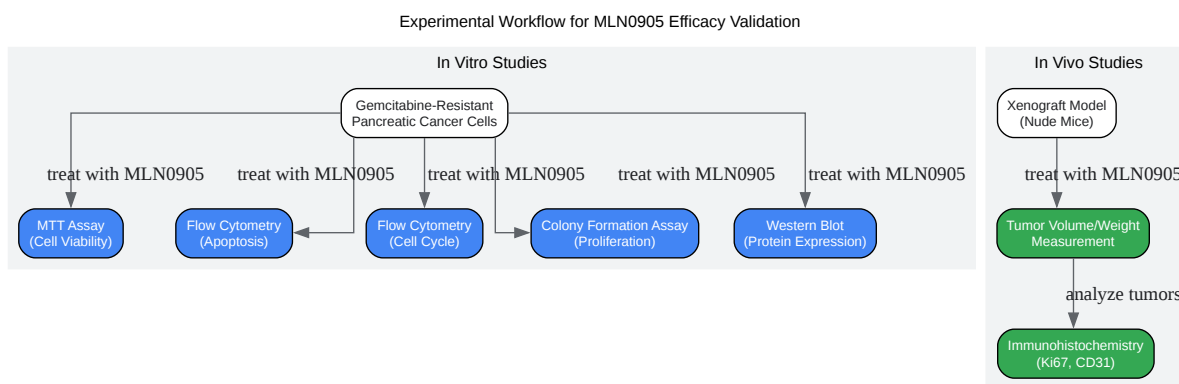 Experimental Workflow for MLN0905 Efficacy Validation
In Vitro Studies
Gemcitabine-Resistant
Pancreatic Cancer Cells
treat with MLN0905
treat with MLN0905
treat with MLN0905
treat with MLN0905
treat with MLN0905
MTT Assay
(Cell Viability)
Flow Cytometry
(Apoptosis)
Flow Cytometry
(Cell Cycle)
Colony Formation Assay
(Proliferation)
Western Blot
(Protein Expression)
In Vivo Studies
Xenograft Model
(Nude Mice)
treat with MLN0905
Tumor Volume/Weight
Measurement
analyze tumors
Immunohistochemistry
(Ki67, CD31)